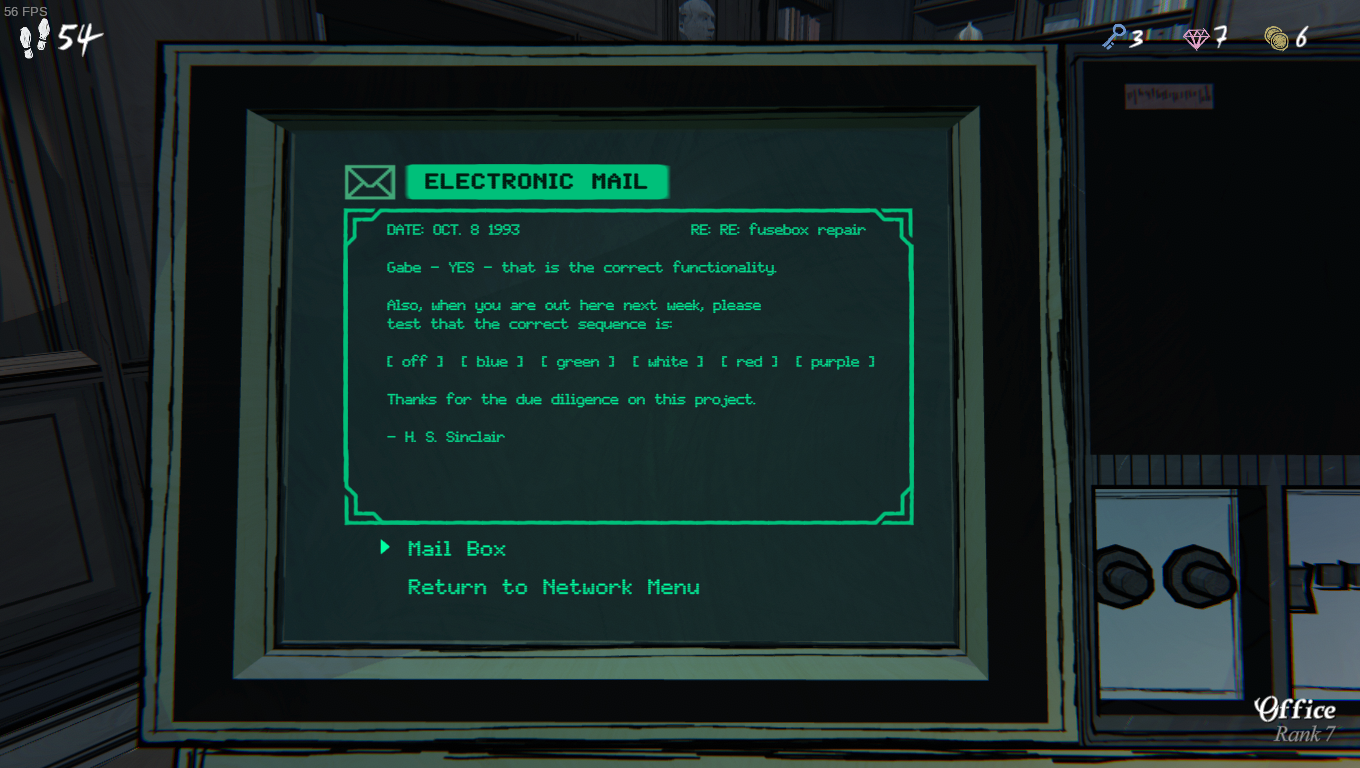 56 FPS
54
3 7 6
ELECTRONIC MAIL
DATE: OCT. 8 1993 RE: RE: fusebox repair
Gabe - YES - that is the correct functionality.
Also, when you are out here next week, please
test that the correct sequence is:
[ off ] [ blue ] [ green ] [ white ] [ red ] [ purple ]
Thanks for the due diligence on this project.
- H. S. Sinclair
Mail Box
Return to Network Menu
Office
Rank 7